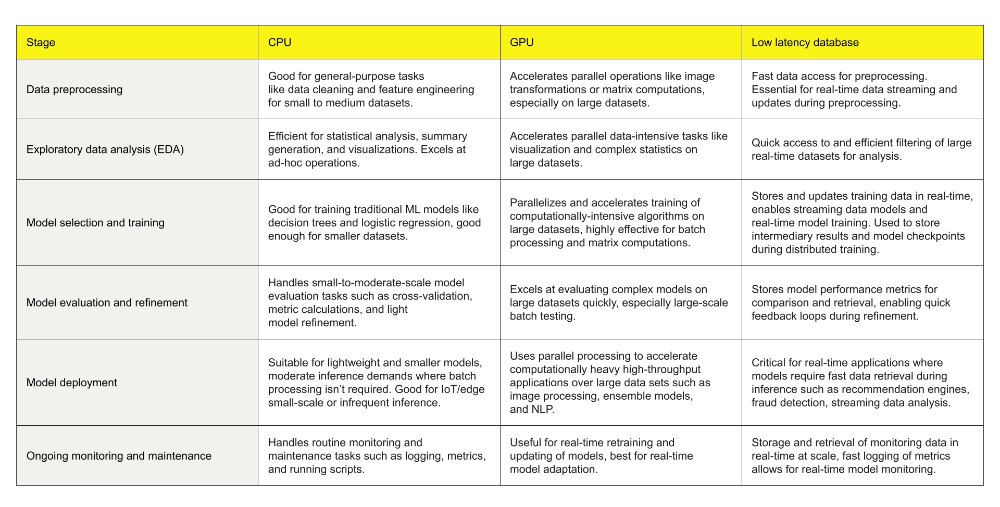 Stage
CPU
GPU
Low latency database
Data preprocessing
Good for general-purpose tasks
like data cleaning and feature engineering
for small to medium datasets.
Accelerates parallel operations like image
transformations or matrix computations,
especially on large datasets.
Fast data access for preprocessing.
Essential for real-time data streaming and
updates during preprocessing.
Exploratory data analysis (EDA)
Efficient for statistical analysis, summary
generation, and visualizations. Excels at
ad-hoc operations.
Accelerates parallel data-intensive tasks like
visualization and complex statistics on
large datasets.
Quick access to and efficient filtering of large
real-time datasets for analysis.
Model selection and training
Good for training traditional ML models like
decision trees and logistic regression, good
enough for smaller datasets.
Parallelizes and accelerates training of
computationally-intensive algorithms on
large datasets, highly effective for batch
processing and matrix computations.
Stores and updates training data in real-time,
enables streaming data models and
real-time model training. Used to store
intermediary results and model checkpoints
during distributed training.
Model evaluation and refinement
Handles small-to-moderate-scale model
evaluation tasks such as cross-validation,
metric calculations, and light
model refinement.
Excels at evaluating complex models on
large datasets quickly, especially large-scale
batch testing.
Stores model performance metrics for
comparison and retrieval, enabling quick
feedback loops during refinement.
Model deployment
Suitable for lightweight and smaller models,
moderate inference demands where batch
processing isn’t required. Good for IoT/edge
small-scale or infrequent inference.
Uses parallel processing to accelerate
computationally heavy high-throughput
applications over large data sets such as
image processing, ensemble models,
and NLP.
Critical for real-time applications where
models require fast data retrieval during
inference such as recommendation engines,
fraud detection, streaming data analysis.
Ongoing monitoring and maintenance
Handles routine monitoring and
maintenance tasks such as logging, metrics,
and running scripts.
Useful for real-time retraining and
updating of models, best for real-time
model adaptation.
Storage and retrieval of monitoring data in
real-time at scale, fast logging of metrics
allows for real-time model monitoring.